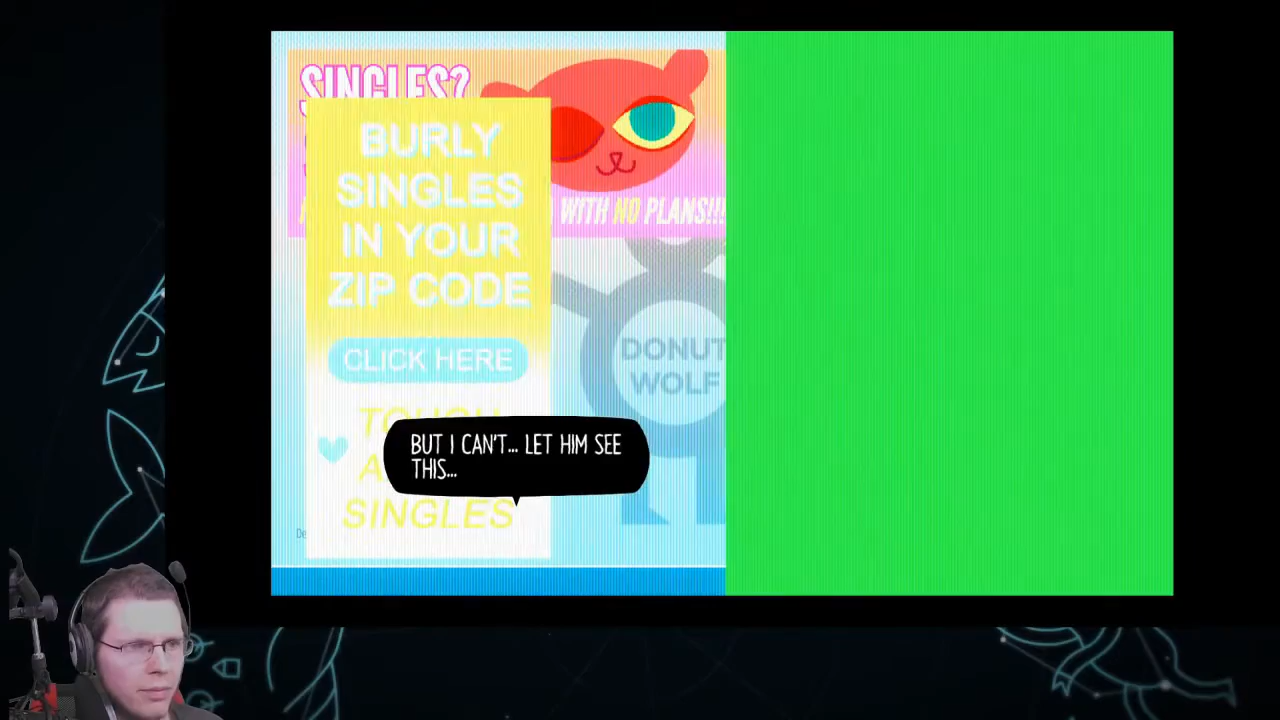 SINGLES?
BURLY
SINGLES
IN YOUR
ZIP CODE
WITH NO PLANS!!!
CLICK HERE
DONUT
WOLF
BUT I CAN'T... LET HIM SEE
THIS...
SINGLES